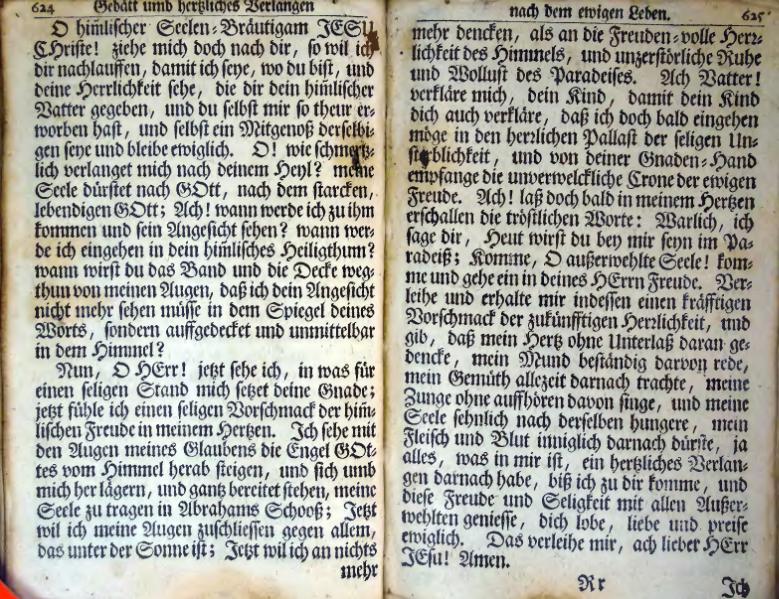 624 Gebätt umb hertzliches Verlangen
O him̃lischer Seelen-Bräutigam JESU
CHriste! ziehe mich doch nach dir, so wil ich
dir nachlauffen, damit ich seye, wo du bist, und
deine Herrlichkeit sehe, die dir dein him̃lischer
Vatter gegeben, und du selbst mir so theur er-
worben hast, und selbst ein Mitgenoß derselbi-
gen seye und bleibe ewiglich. O! wie schmertz-
lich verlanget mich nach deinem Heyl? meine
Seele dürstet nach GOtt, nach dem starcken,
lebendigen GOtt; Ach! wann werde ich zu ihm
kommen und sein Angesicht sehen? wann wer-
de ich eingehen in dein him̃lisches Heiligthum?
wann wirst du das Band und die Decke weg-
thun von meinen Augen, daß ich dein Angesicht
nicht mehr sehen müsse in dem Spiegel deines
Worts, sondern auffgedecket und unmittelbar
in dem Himmel?
Nun, O HErr! jetzt sehe ich, in was für
einen seligen Stand mich setzet deine Gnade;
jetzt fühle ich einen seligen Vorschmack der him̃-
lischen Freude in meinem Hertzen. Ich sehe mit
den Augen meines Glaubens die Engel GOt-
tes vom Himmel herab steigen, und sich umb
mich her lägern, und gantz bereitet stehen, meine
Seele zu tragen in Abrahams Schooß; Jetzt
wil ich meine Augen zuschliessen gegen allem,
das unter der Sonne ist; Jetzt wil ich an nichts
mehr
nach dem ewigen Leben. 625
mehr dencken, als an die Freuden-volle Herr-
lichkeit des Himmels, und unzerstörliche Ruhe
und Wollust des Paradeises. Ach Vatter!
verkläre mich, dein Kind, damit dein Kind
dich auch verkläre, daß ich doch bald eingehen
möge in den herrlichen Pallast der seligen Un-
sterblichkeit, und von deiner Gnaden-Hand
empfange die unverwelckliche Crone der ewigen
Freude. Ach! laß doch bald in meinem Hertzen
erschallen die tröstlichen Worte: Warlich, ich
sage dir, Heut wirst du bey mir seyn im Pa-
radeiß; Komme, O außerwehlte Seele! kom-
me und gehe ein in deines HErrn Freude. Ver-
leihe und erhalte mir indessen einen kräfftigen
Vorschmack der zukünfftigen Herrlichkeit, und
gib, daß mein Hertz ohne Unterlaß daran ge-
dencke, mein Mund beständig darvon rede,
mein Gemüth allezeit darnach trachte, meine
Zunge ohne auffhören davon singe, und meine
Seele sehnlich nach derselben hungere, mein
Fleisch und Blut inniglich darnach dürste, ja
alles, was in mir ist, ein hertzliches Verlan-
gen darnach habe, biß ich zu dir komme, und
diese Freude und Seligkeit mit allen Außer-
wehlten geniesse, dich lobe, liebe und preise
ewiglich. Das verleihe mir, ach lieber HErr
JEsu! Amen.
Rr Ich